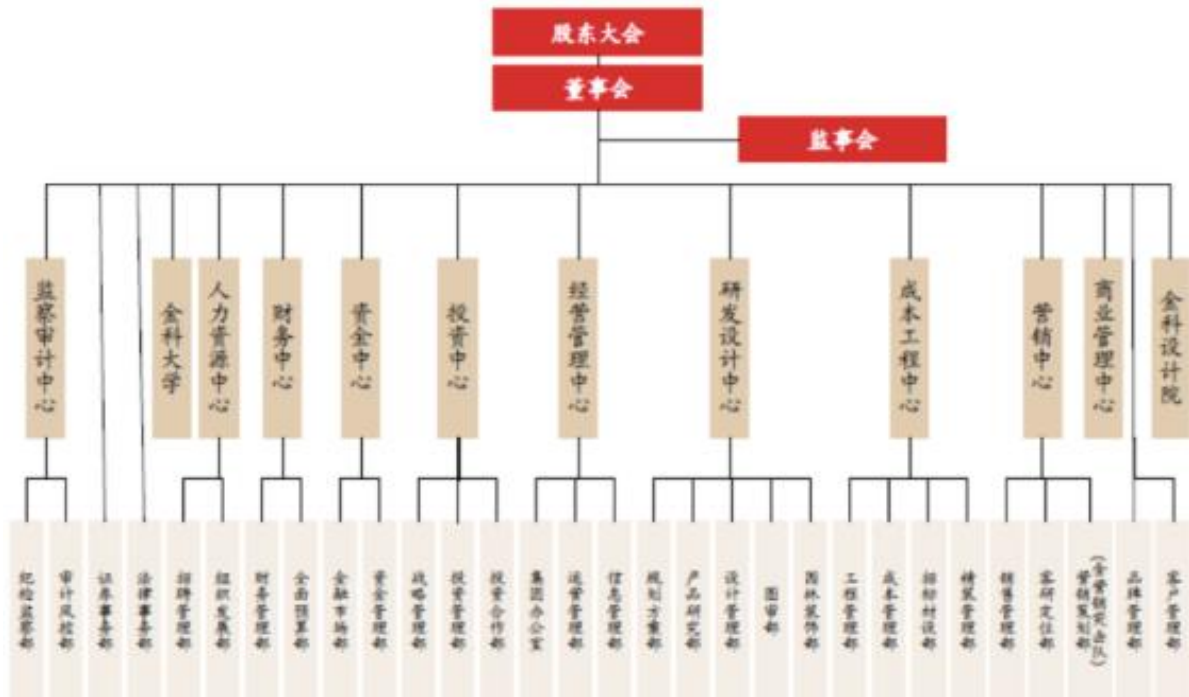 股东大会
董事会
监事会
监察审计中心
金科大学
人力资源中心
财务中心
资金中心
投资中心
经营管理中心
研发设计中心
成本工程中心
营销中心
商业管理中心
金科设计院
纪检监察部
审计风控部
证券事务部
法律事务部
招聘管理部
组织发展部
财务管理部
全面预算部
金融市场部
资金管理部
战略管理部
投资管理部
投资合作部
集团办公室
运营管理部
信息管理部
规划方案部
产品研究部
设计管理部
图审部
园林装饰部
工程管理部
成本管理部
招标材设部
精装管理部
销售管理部
客研定位部
营销策划部
(含营销突击队)
品牌管理部
客户管理部